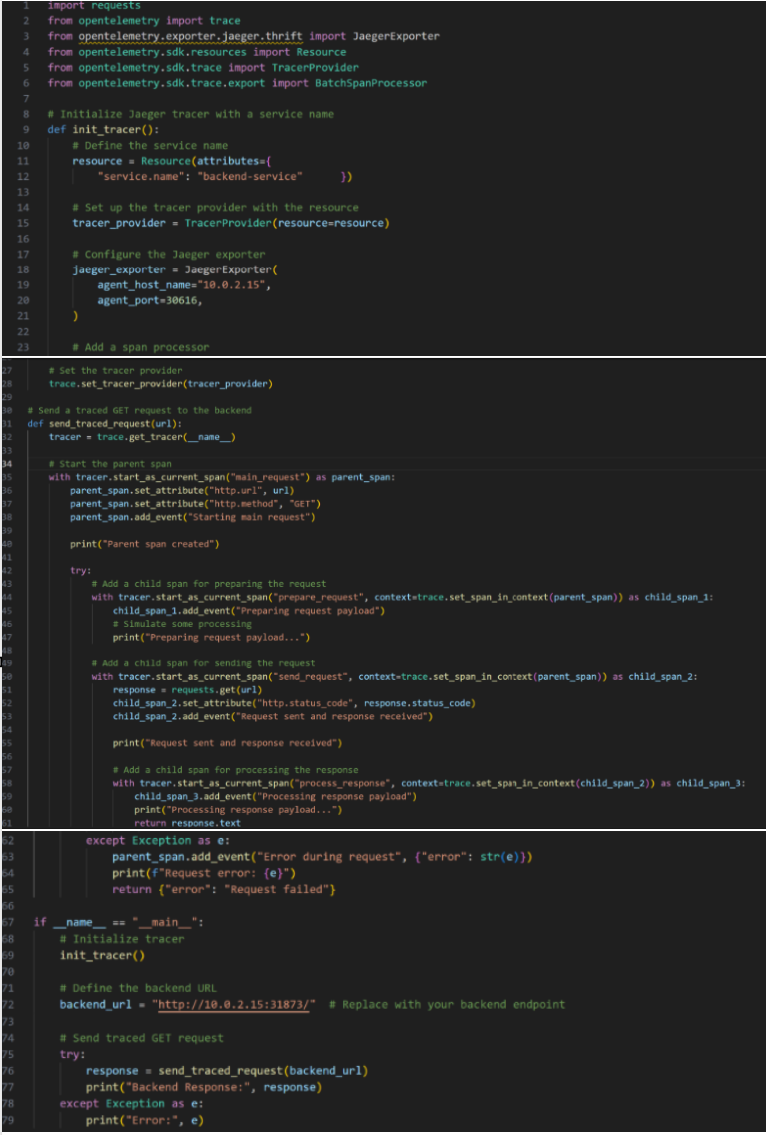 1 import requests
2 from opentelemetry import trace
3 from opentelemetry.exporter.jaeger.thrift import JaegerExporter
4 from opentelemetry.sdk.resources import Resource
5 from opentelemetry.sdk.trace import TracerProvider
6 from opentelemetry.sdk.trace.export import BatchSpanProcessor
7
8 # Initialize Jaeger tracer with a service name
9 def init_tracer():
10     # Define the service name
11     resource = Resource(attributes={
12         "service.name": "backend-service"      })
13
14     # Set up the tracer provider with the resource
15     tracer_provider = TracerProvider(resource=resource)
16
17     # Configure the Jaeger exporter
18     jaeger_exporter = JaegerExporter(
19         agent_host_name="10.0.2.15",
20         agent_port=30616,
21     )
22
23     # Add a span processor
27     # Set the tracer provider
28     trace.set_tracer_provider(tracer_provider)
29
30 # Send a traced GET request to the backend
31 def send_traced_request(url):
32     tracer = trace.get_tracer(__name__)
33
34     # Start the parent span
35     with tracer.start_as_current_span("main_request") as parent_span:
36         parent_span.set_attribute("http.url", url)
37         parent_span.set_attribute("http.method", "GET")
38         parent_span.add_event("Starting main request")
39
40         print("Parent span created")
41
42         try:
43             # Add a child span for preparing the request
44             with tracer.start_as_current_span("prepare_request", context=trace.set_span_in_context(parent_span)) as child_span_1:
45                 child_span_1.add_event("Preparing request payload")
46                 # Simulate some processing
47                 print("Preparing request payload...")
48
49             # Add a child span for sending the request
50             with tracer.start_as_current_span("send_request", context=trace.set_span_in_context(parent_span)) as child_span_2:
51                 response = requests.get(url)
52                 child_span_2.set_attribute("http.status_code", response.status_code)
53                 child_span_2.add_event("Request sent and response received")
54
55                 print("Request sent and response received")
56
57                 # Add a child span for processing the response
58                 with tracer.start_as_current_span("process_response", context=trace.set_span_in_context(child_span_2)) as child_span_3:
59                     child_span_3.add_event("Processing response payload")
60                     print("Processing response payload...")
61                     return response.text
62         except Exception as e:
63             parent_span.add_event("Error during request", {"error": str(e)})
64             print(f"Request error: {e}")
65             return {"error": "Request failed"}
66
67 if __name__ == "__main__":
68     # Initialize tracer
69     init_tracer()
70
71     # Define the backend URL
72     backend_url = "http://10.0.2.15:31873/"  # Replace with your backend endpoint
73
74     # Send traced GET request
75     try:
76         response = send_traced_request(backend_url)
77         print("Backend Response:", response)
78     except Exception as e:
79         print("Error:", e)